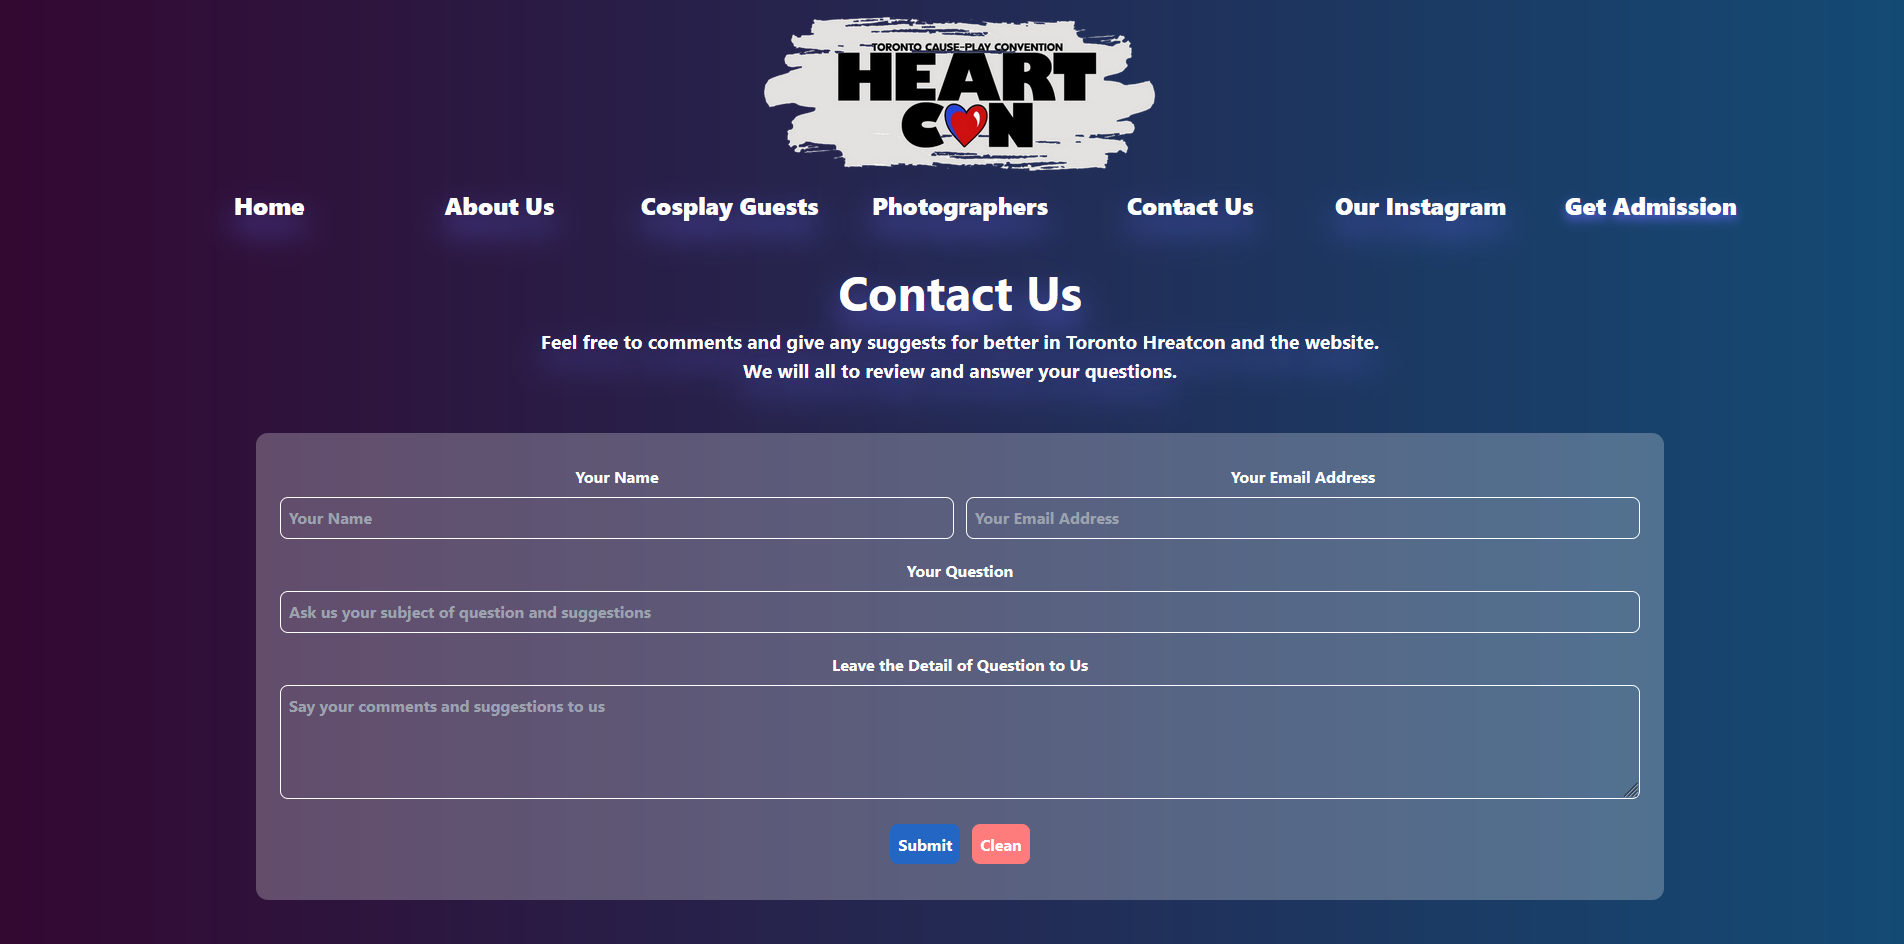 TORONTO CAUSE-PLAY CONVENTION
HEART
CON
Home About Us Cosplay Guests Photographers Contact Us Our Instagram Get Admission
Contact Us
Feel free to comments and give any suggests for better in Toronto Hreatcon and the website.
We will all to review and answer your questions.
Your Name Your Email Address
Your Name Your Email Address
Your Question
Ask us your subject of question and suggestions
Leave the Detail of Question to Us
Say your comments and suggestions to us
Submit Clean